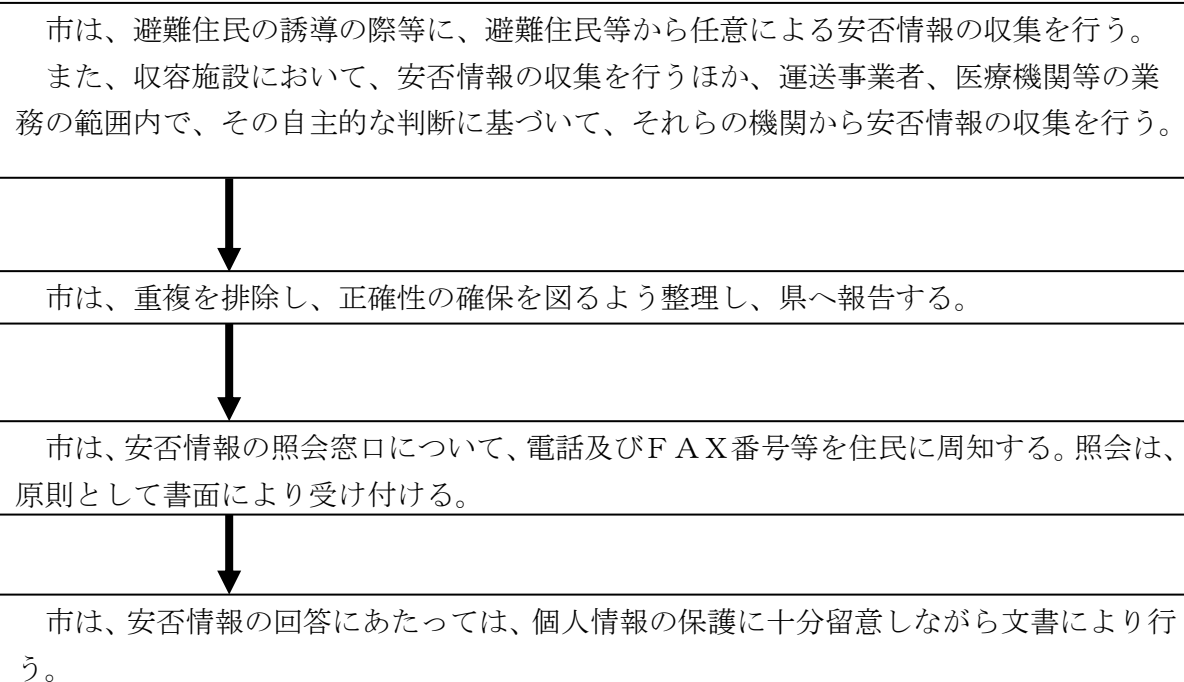 市は、避難住民の誘導の際等に、避難住民等から任意による安否情報の収集を行う。
また、収容施設において、安否情報の収集を行うほか、運送事業者、医療機関等の業
務の範囲内で、その自主的な判断に基づいて、それらの機関から安否情報の収集を行う。
市は、重複を排除し、正確性の確保を図るよう整理し、県へ報告する。
市は、安否情報の照会窓口について、電話及びＦＡＸ番号等を住民に周知する。照会は、
原則として書面により受け付ける。
市は、安否情報の回答にあたっては、個人情報の保護に十分留意しながら文書により行
う。